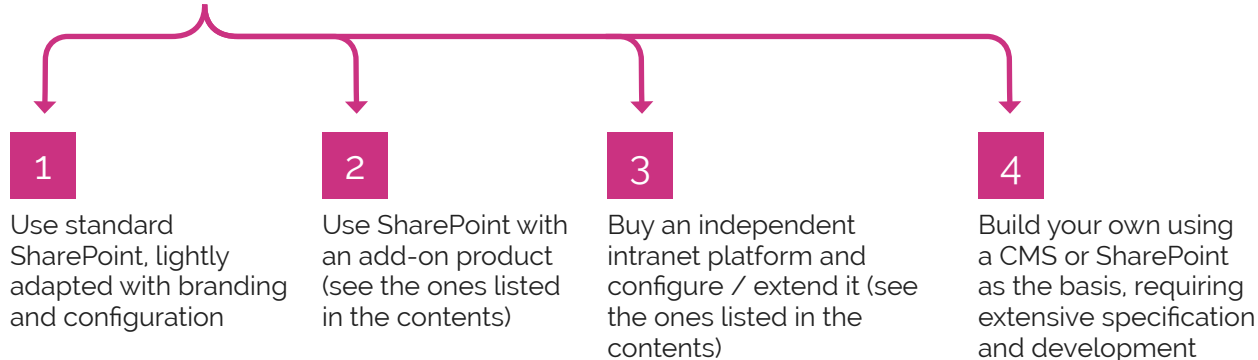 1
Use standard
SharePoint, lightly
adapted with branding
and configuration
2
Use SharePoint with
an add-on product
(see the ones listed
in the contents)
3
Buy an independent
intranet platform and
configure / extend it (see
the ones listed in the
contents)
4
Build your own using
a CMS or SharePoint
as the basis, requiring
extensive specification
and development